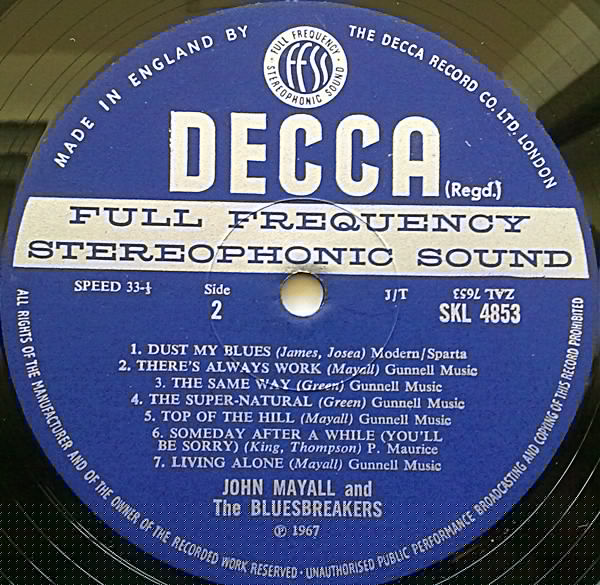 MADE IN ENGLAND BY
THE DECCA RECORD CO. LTD. LONDON
FULL FREQUENCY
ffss
STEREOPHONIC SOUND
DECCA
(Regd.)
FULL FREQUENCY
STEREOPHONIC SOUND
SPEED 33-⅓
Side
2
J/T
ZAL 7653
SKL 4853
1. DUST MY BLUES (James, Josea) Modern/Sparta
2. THERE'S ALWAYS WORK (Mayall) Gunnell Music
3. THE SAME WAY (Green) Gunnell Music
4. THE SUPER-NATURAL (Green) Gunnell Music
5. TOP OF THE HILL (Mayall) Gunnell Music
6. SOMEDAY AFTER A WHILE (YOU'LL
BE SORRY) (King, Thompson) P. Maurice
7. LIVING ALONE (Mayall) Gunnell Music
JOHN MAYALL and
The BLUESBREAKERS
℗ 1967
ALL RIGHTS OF THE MANUFACTURER AND OF THE OWNER OF THE RECORDED WORK RESERVED · UNAUTHORISED PUBLIC PERFORMANCE BROADCASTING AND COPYING OF THIS RECORD PROHIBITED